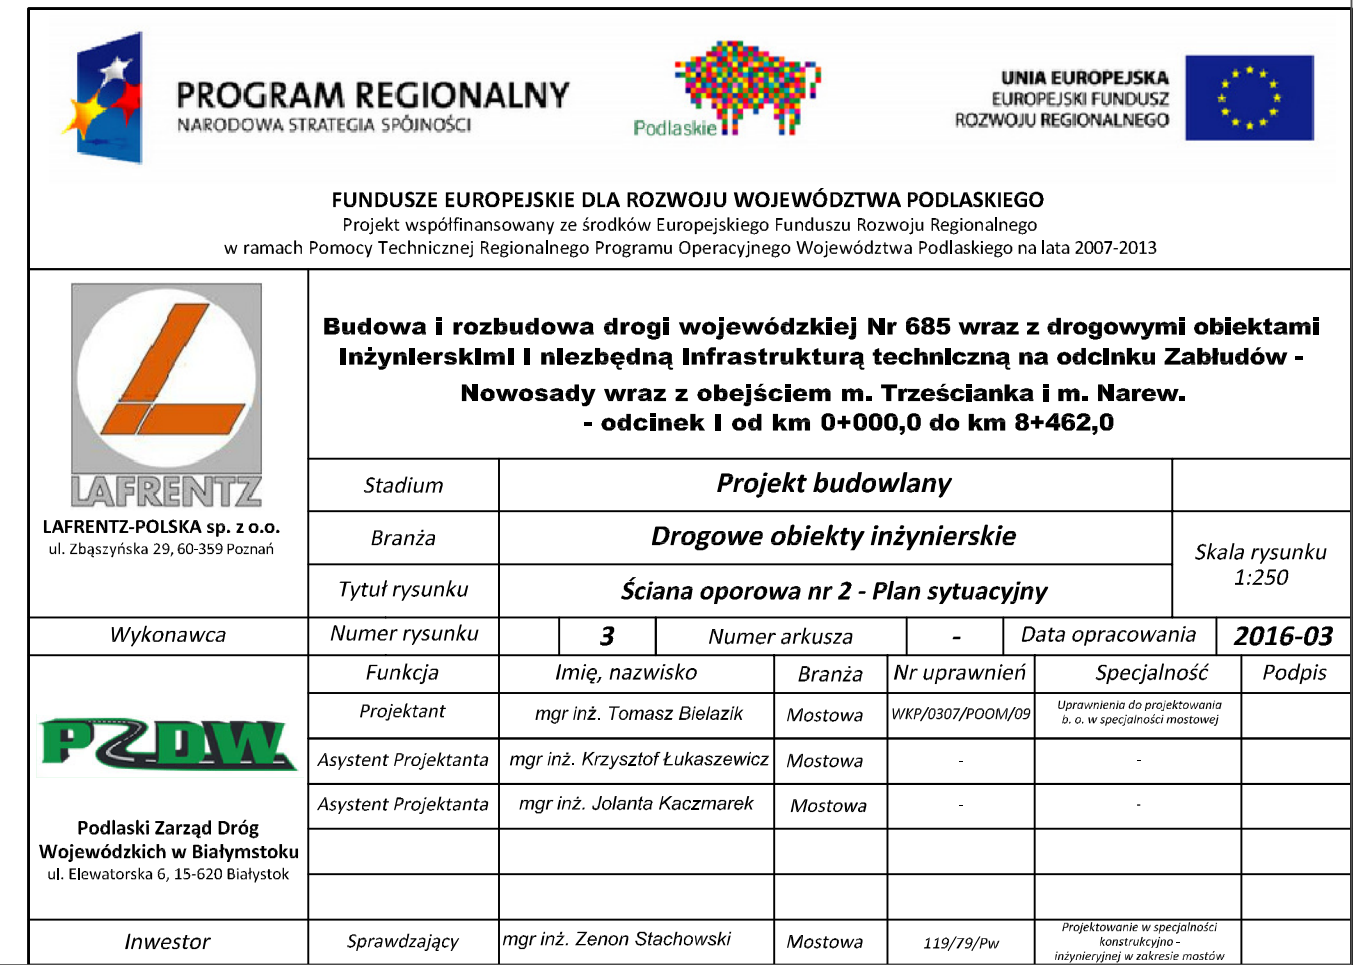 PROGRAM REGIONALNY
NARODOWA STRATEGIA SPÓJNOŚCI
Podlaskie
UNIA EUROPEJSKA
EUROPEJSKI FUNDUSZ
ROZWOJU REGIONALNEGO
FUNDUSZE EUROPEJSKIE DLA ROZWOJU WOJEWÓDZTWA PODLASKIEGO
Projekt współfinansowany ze środków Europejskiego Funduszu Rozwoju Regionalnego
w ramach Pomocy Technicznej Regionalnego Programu Operacyjnego Województwa Podlaskiego na lata 2007-2013
LAFRENTZ
LAFRENTZ-POLSKA sp. z o.o.
ul. Zbąszyńska 29, 60-359 Poznań
Budowa i rozbudowa drogi wojewódzkiej Nr 685 wraz z drogowymi obiektami
inżynierskimi i niezbędną infrastrukturą techniczną na odcinku Zabłudów -
Nowosady wraz z obejściem m. Trześcianka i m. Narew.
- odcinek I od km 0+000,0 do km 8+462,0
Stadium Projekt budowlany
Branża Drogowe obiekty inżynierskie
Skala rysunku
1:250
Tytuł rysunku Ściana oporowa nr 2 - Plan sytuacyjny
Wykonawca Numer rysunku 3 Numer arkusza - Data opracowania 2016-03
Funkcja Imię, nazwisko Branża Nr uprawnień Specjalność Podpis
Projektant mgr inż. Tomasz Bielazik Mostowa WKP/0307/POOM/09 Uprawnienia do projektowania
b. o. w specjalności mostowej
Asystent Projektanta mgr inż. Krzysztof Łukaszewicz Mostowa - -
Asystent Projektanta mgr inż. Jolanta Kaczmarek Mostowa - -
PZDW
Podlaski Zarząd Dróg
Wojewódzkich w Białymstoku
ul. Elewatorska 6, 15-620 Białystok
Inwestor Sprawdzający mgr inż. Zenon Stachowski Mostowa 119/79/Pw Projektowanie w specjalności
konstrukcyjno -
inżynieryjnej w zakresie mostów